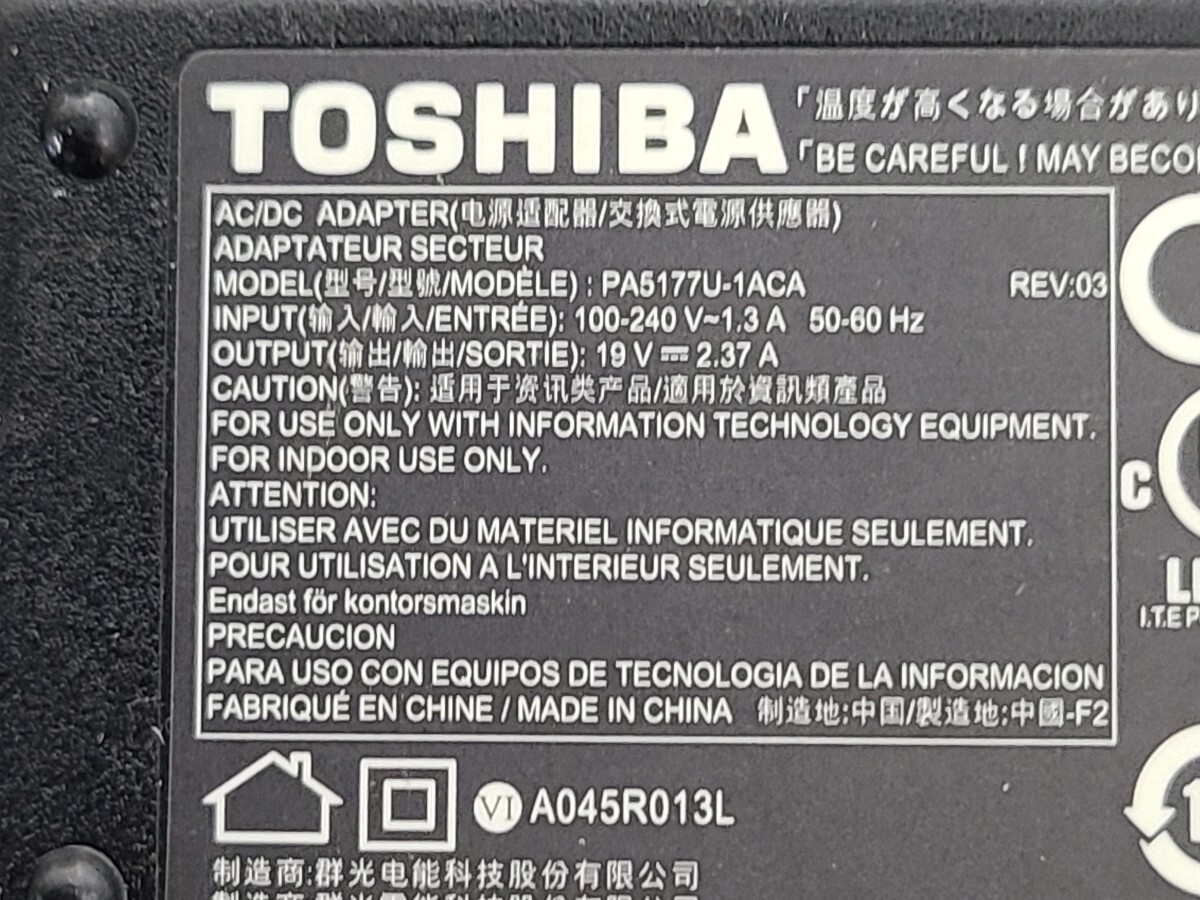 TOSHIBA
「温度が高くなる場合があり
「BE CAREFUL ! MAY BECO
AC/DC ADAPTER(电源适配器/交換式電源供應器)
ADAPTATEUR SECTEUR
MODEL(型号/型號/MODÈLE) : PA5177U-1ACA REV:03
INPUT(输入/輸入/ENTRÉE): 100-240 V~1.3 A 50-60 Hz
OUTPUT(输出/輸出/SORTIE): 19 V ⎓ 2.37 A
CAUTION(警告): 适用于资讯类产品/適用於資訊類產品
FOR USE ONLY WITH INFORMATION TECHNOLOGY EQUIPMENT.
FOR INDOOR USE ONLY.
ATTENTION:
UTILISER AVEC DU MATERIEL INFORMATIQUE SEULEMENT.
POUR UTILISATION A L'INTERIEUR SEULEMENT.
Endast för kontorsmaskin
PRECAUCION
PARA USO CON EQUIPOS DE TECNOLOGIA DE LA INFORMACION
FABRIQUÉ EN CHINE / MADE IN CHINA 制造地:中国/製造地:中國-F2
C
I.T.E P
VI A045R013L
制造商:群光电能科技股份有限公司